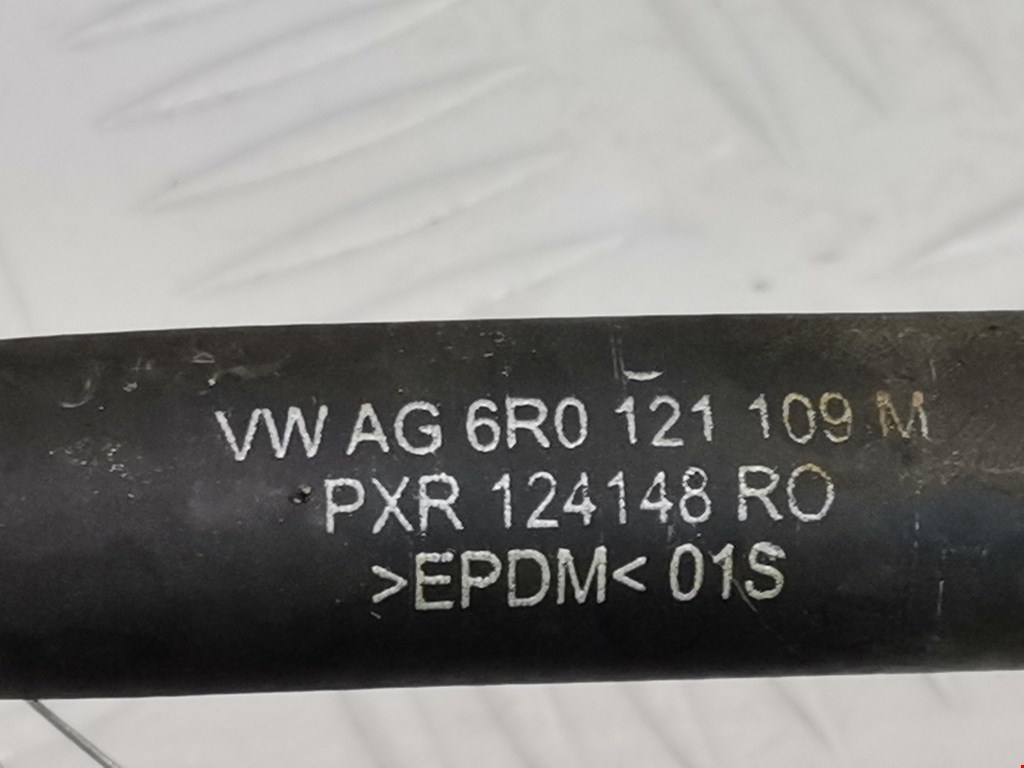 VW AG 6R0 121 109 M
PXR 124148 RO
>EPDM< 01S